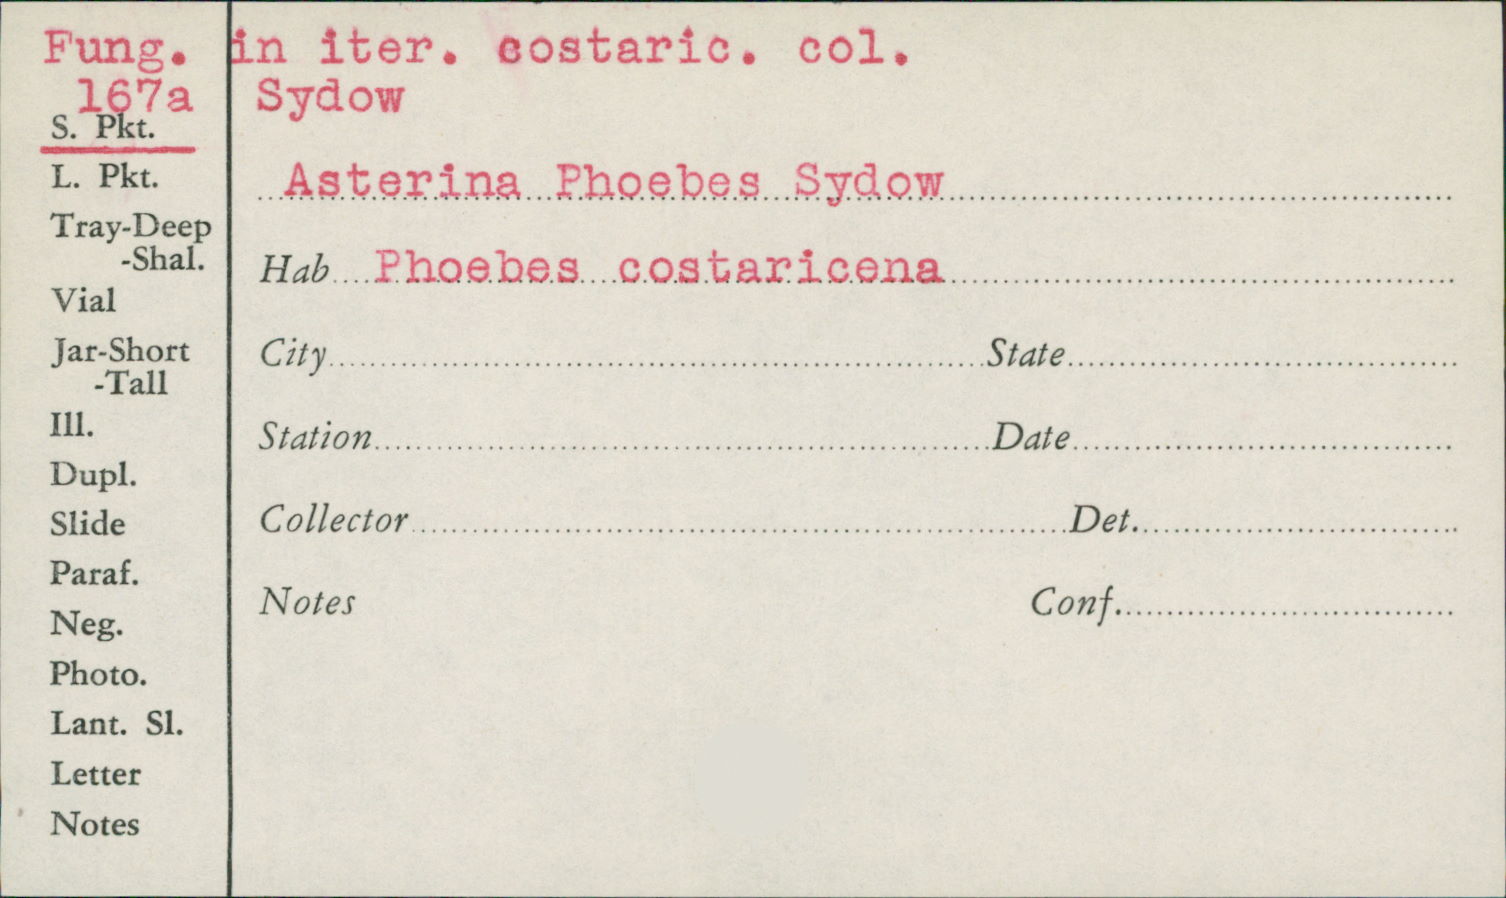 Fung. in iter. costaric. col.
167a Sydow
S. Pkt.
L. Pkt.
Asterina Phoebes Sydow
Tray-Deep
-Shal.
Hab Phoebes costaricena
Vial
Jar-Short
-Tall
City State
Ill.
Station Date
Dupl.
Slide
Collector Det.
Paraf.
Neg.
Notes Conf.
Photo.
Lant. Sl.
Letter
Notes